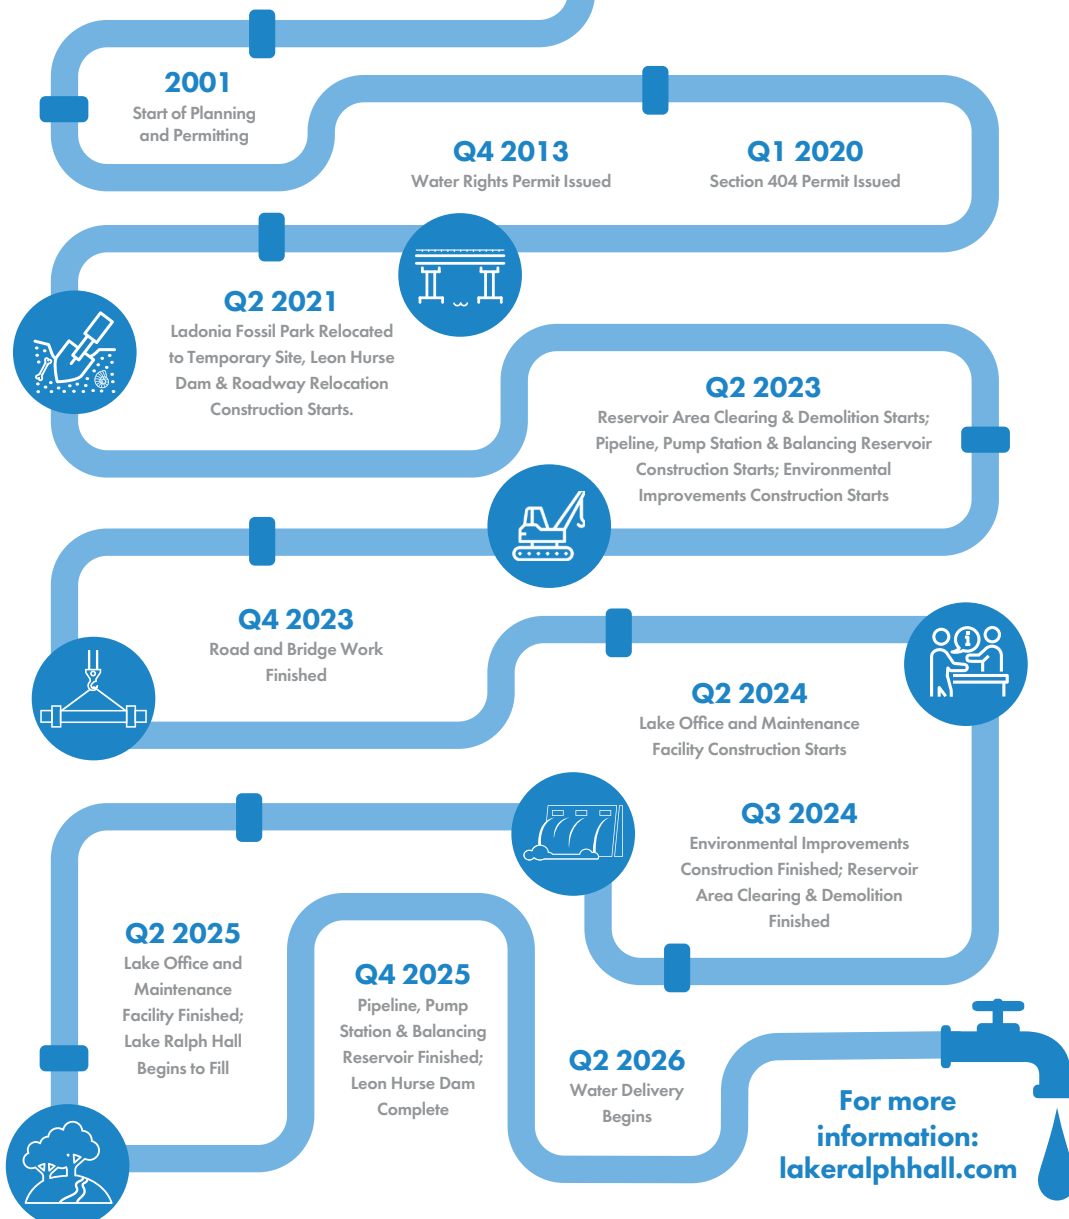 2001
Start of Planning
and Permitting
Q4 2013
Water Rights Permit Issued
Q1 2020
Section 404 Permit Issued
Q2 2021
Ladonia Fossil Park Relocated
to Temporary Site, Leon Hurse
Dam & Roadway Relocation
Construction Starts.
Q2 2023
Reservoir Area Clearing & Demolition Starts;
Pipeline, Pump Station & Balancing Reservoir
Construction Starts; Environmental
Improvements Construction Starts
Q4 2023
Road and Bridge Work
Finished
i
Q2 2024
Lake Office and Maintenance
Facility Construction Starts
Q3 2024
Environmental Improvements
Construction Finished; Reservoir
Area Clearing & Demolition
Finished
Q2 2025
Lake Office and
Maintenance
Facility Finished;
Lake Ralph Hall
Begins to Fill
Q4 2025
Pipeline, Pump
Station & Balancing
Reservoir Finished;
Leon Hurse Dam
Complete
Q2 2026
Water Delivery
Begins
For more
information:
lakeralphhall.com